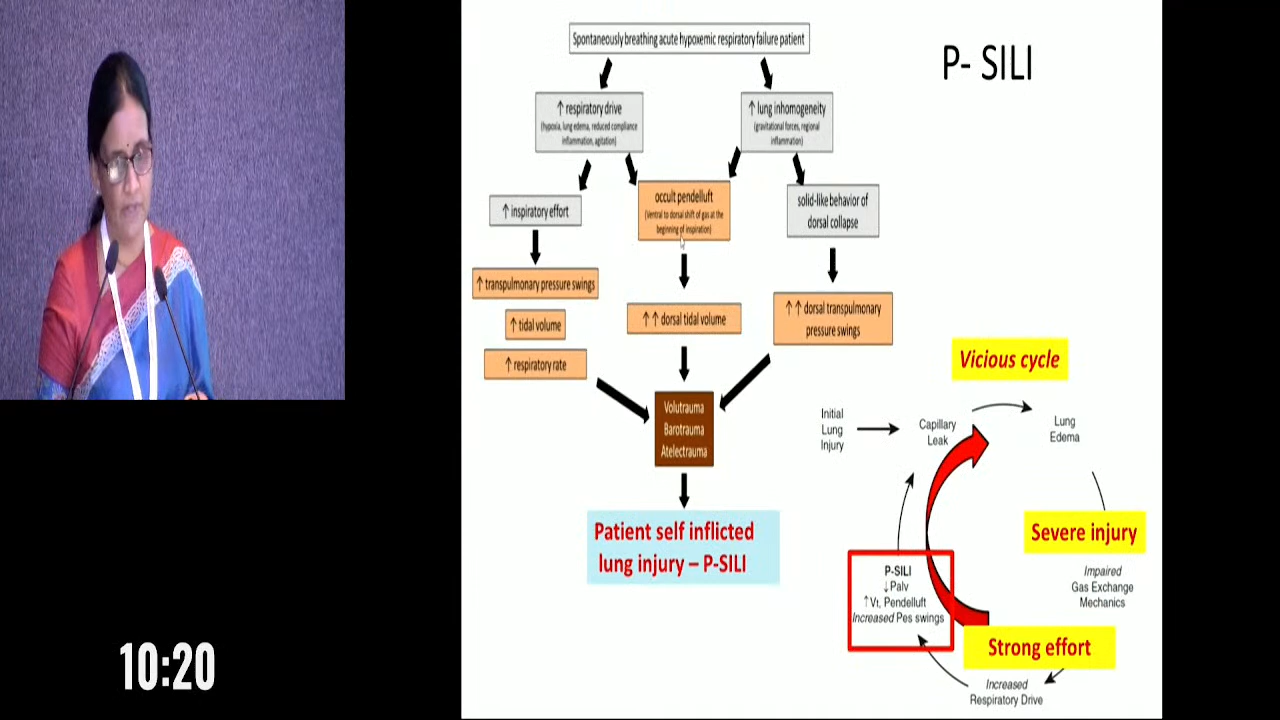 Spontaneously breathing acute hypoxemic respiratory failure patient
P- SILI
↑ respiratory drive
(hypoxia, lung edema, reduced compliance
inflammation, agitation)
↑ lung inhomogeneity
(gravitational forces, regional
inflammation)
↑ inspiratory effort
occult pendelluft
(Ventral to dorsal shift of gas at the
beginning of inspiration)
solid-like behavior of
dorsal collapse
↑ transpulmonary pressure swings
↑ tidal volume
↑ respiratory rate
↑ ↑ dorsal tidal volume
↑ ↑ dorsal transpulmonary
pressure swings
Volutrauma
Barotrauma
Atelectrauma
Patient self inflicted
lung injury – P-SILI
Vicious cycle
Initial
Lung
Injury
Capillary
Leak
Lung
Edema
Severe injury
Impaired
Gas Exchange
Mechanics
P-SILI
↓Palv
↑Vt, Pendelluft
Increased Pes swings
Strong effort
Increased
Respiratory Drive
10:20